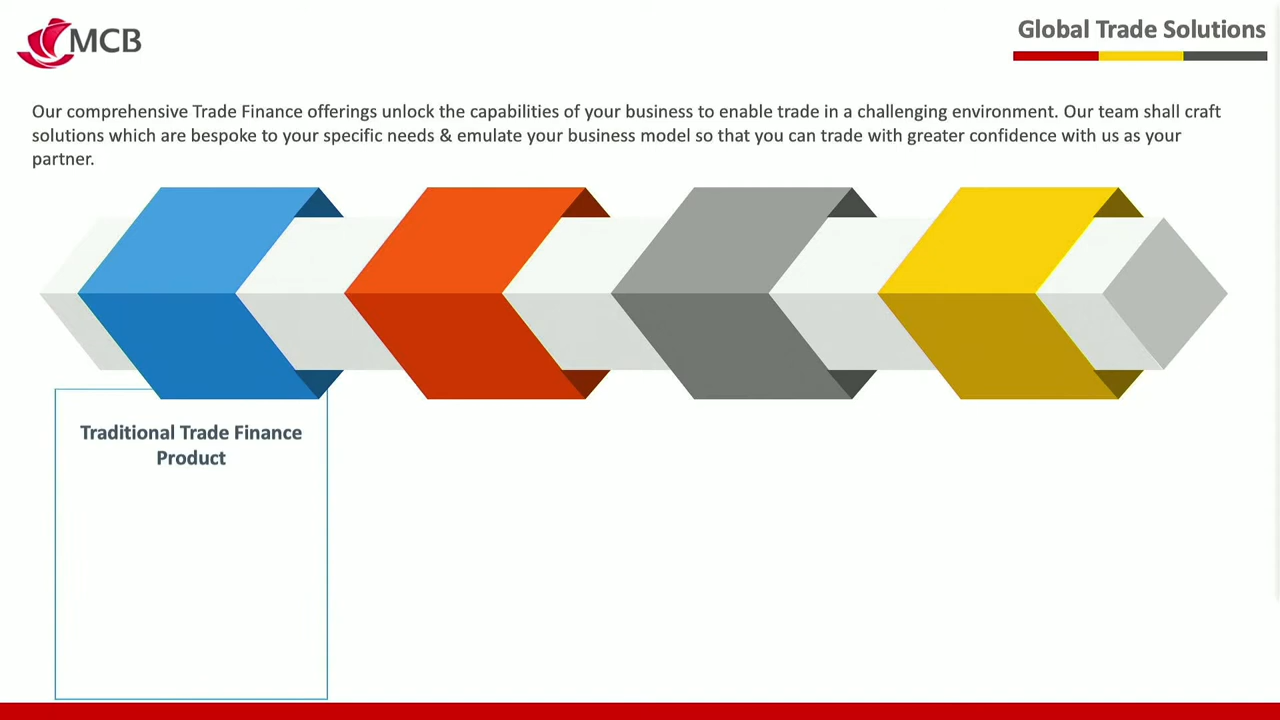 MCB
Global Trade Solutions
Our comprehensive Trade Finance offerings unlock the capabilities of your business to enable trade in a challenging environment. Our team shall craft
solutions which are bespoke to your specific needs & emulate your business model so that you can trade with greater confidence with us as your
partner.
Traditional Trade Finance
Product